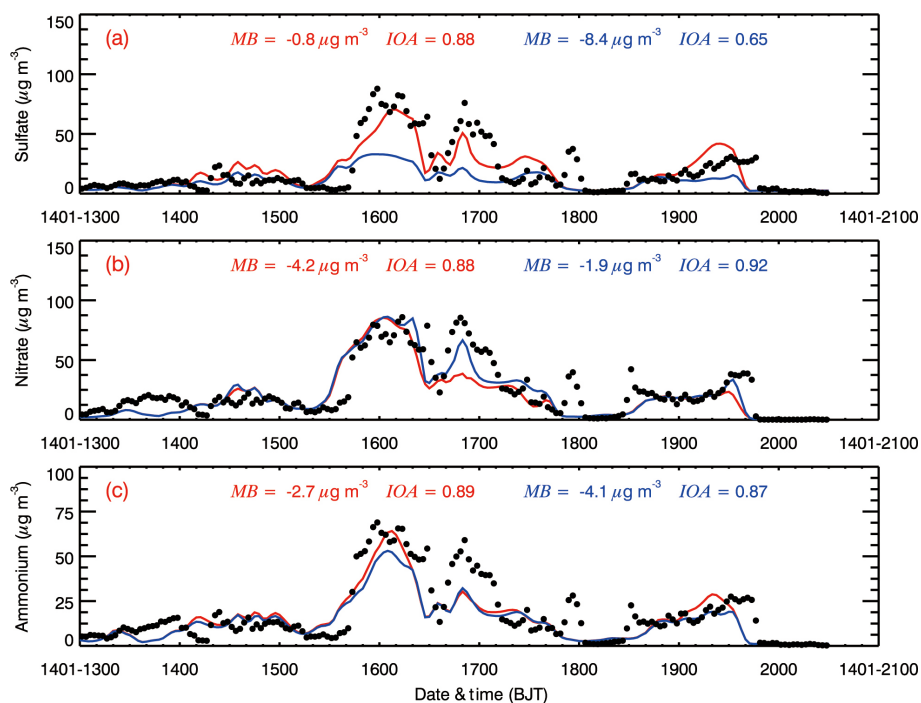 (a) MB = -0.8 μg m-3 IOA = 0.88 MB = -8.4 μg m-3 IOA = 0.65
Sulfate (μg m-3)
150
100
50
0
1401-1300 1400 1500 1600 1700 1800 1900 2000 1401-2100
(b) MB = -4.2 μg m-3 IOA = 0.88 MB = -1.9 μg m-3 IOA = 0.92
Nitrate (μg m-3)
150
100
50
0
1401-1300 1400 1500 1600 1700 1800 1900 2000 1401-2100
(c) MB = -2.7 μg m-3 IOA = 0.89 MB = -4.1 μg m-3 IOA = 0.87
Ammonium (μg m-3)
100
75
50
25
0
1401-1300 1400 1500 1600 1700 1800 1900 2000 1401-2100
Date & time (BJT)